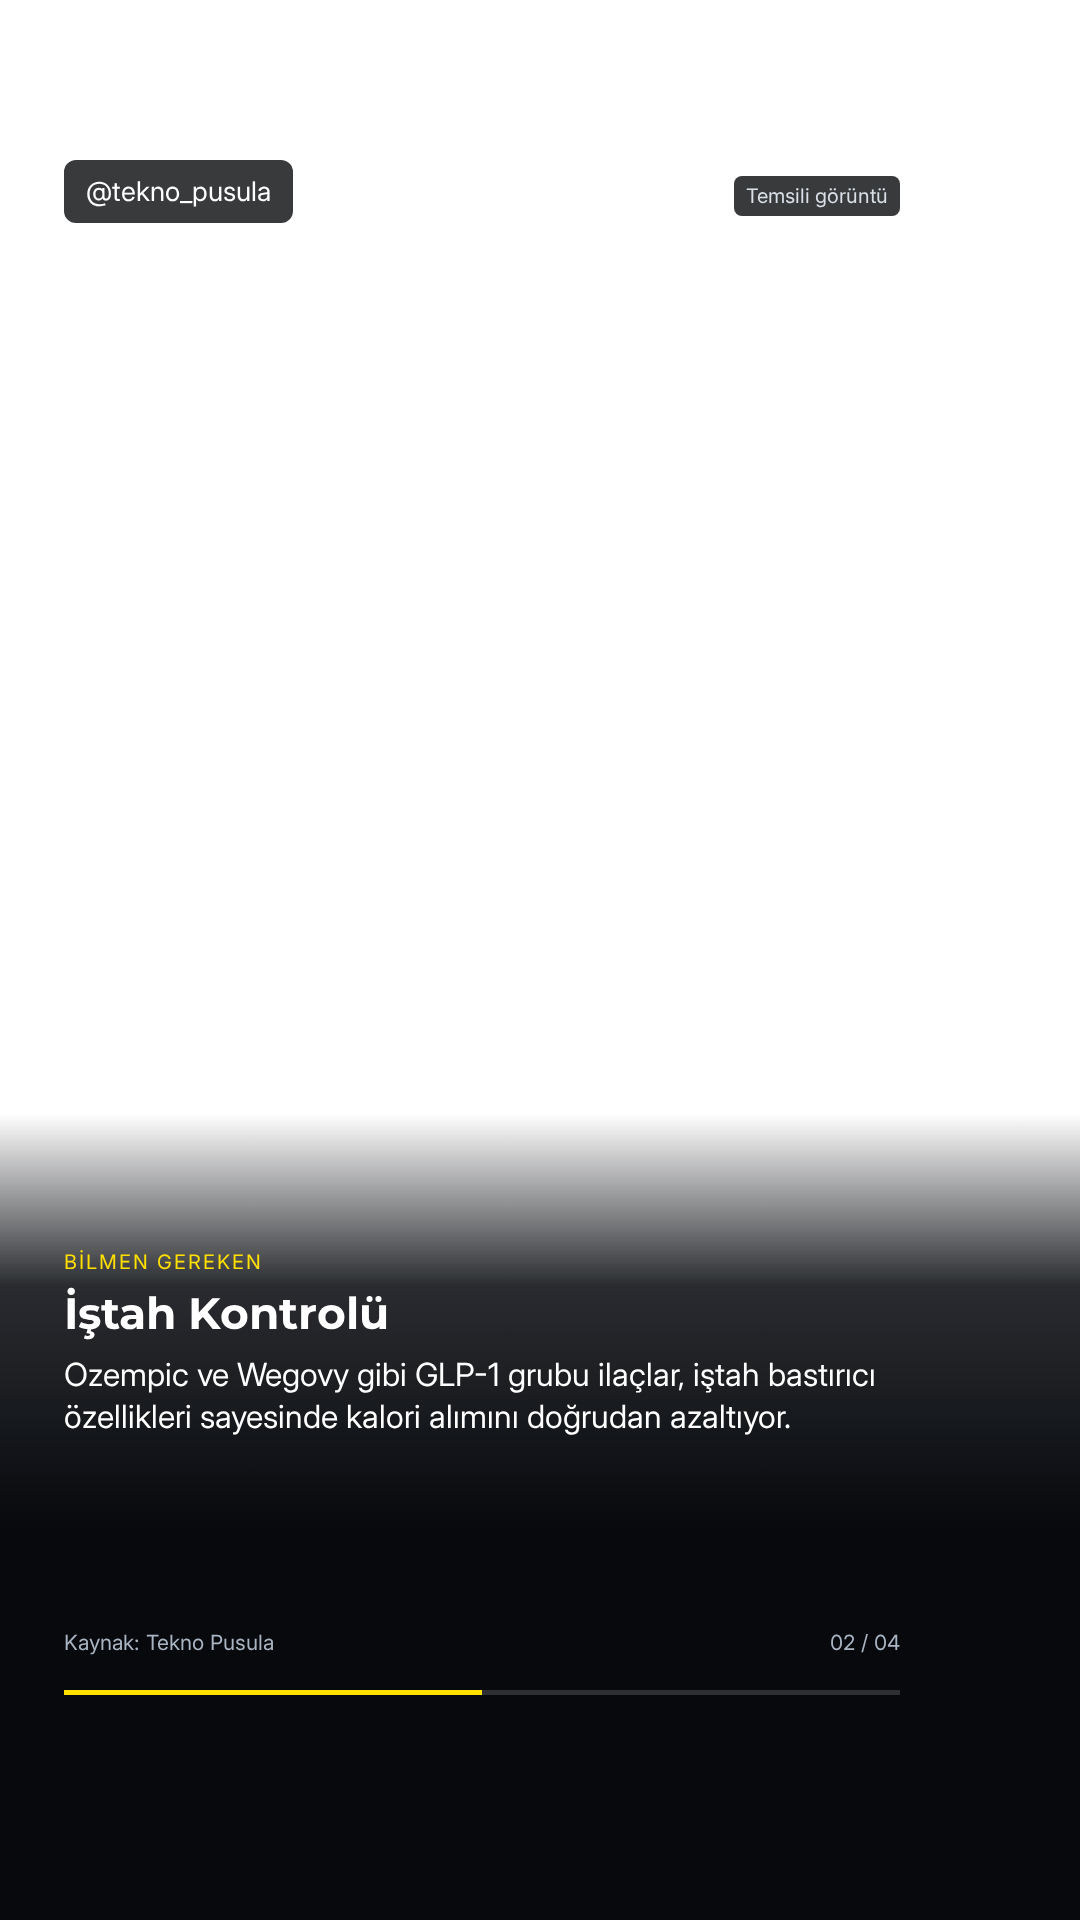 @tekno_pusula
Temsili görüntü
BİLMEN GEREKEN
İştah Kontrolü
Ozempic ve Wegovy gibi GLP-1 grubu ilaçlar, iştah bastırıcı
özellikleri sayesinde kalori alımını doğrudan azaltıyor.
Kaynak: Tekno Pusula
02 / 04